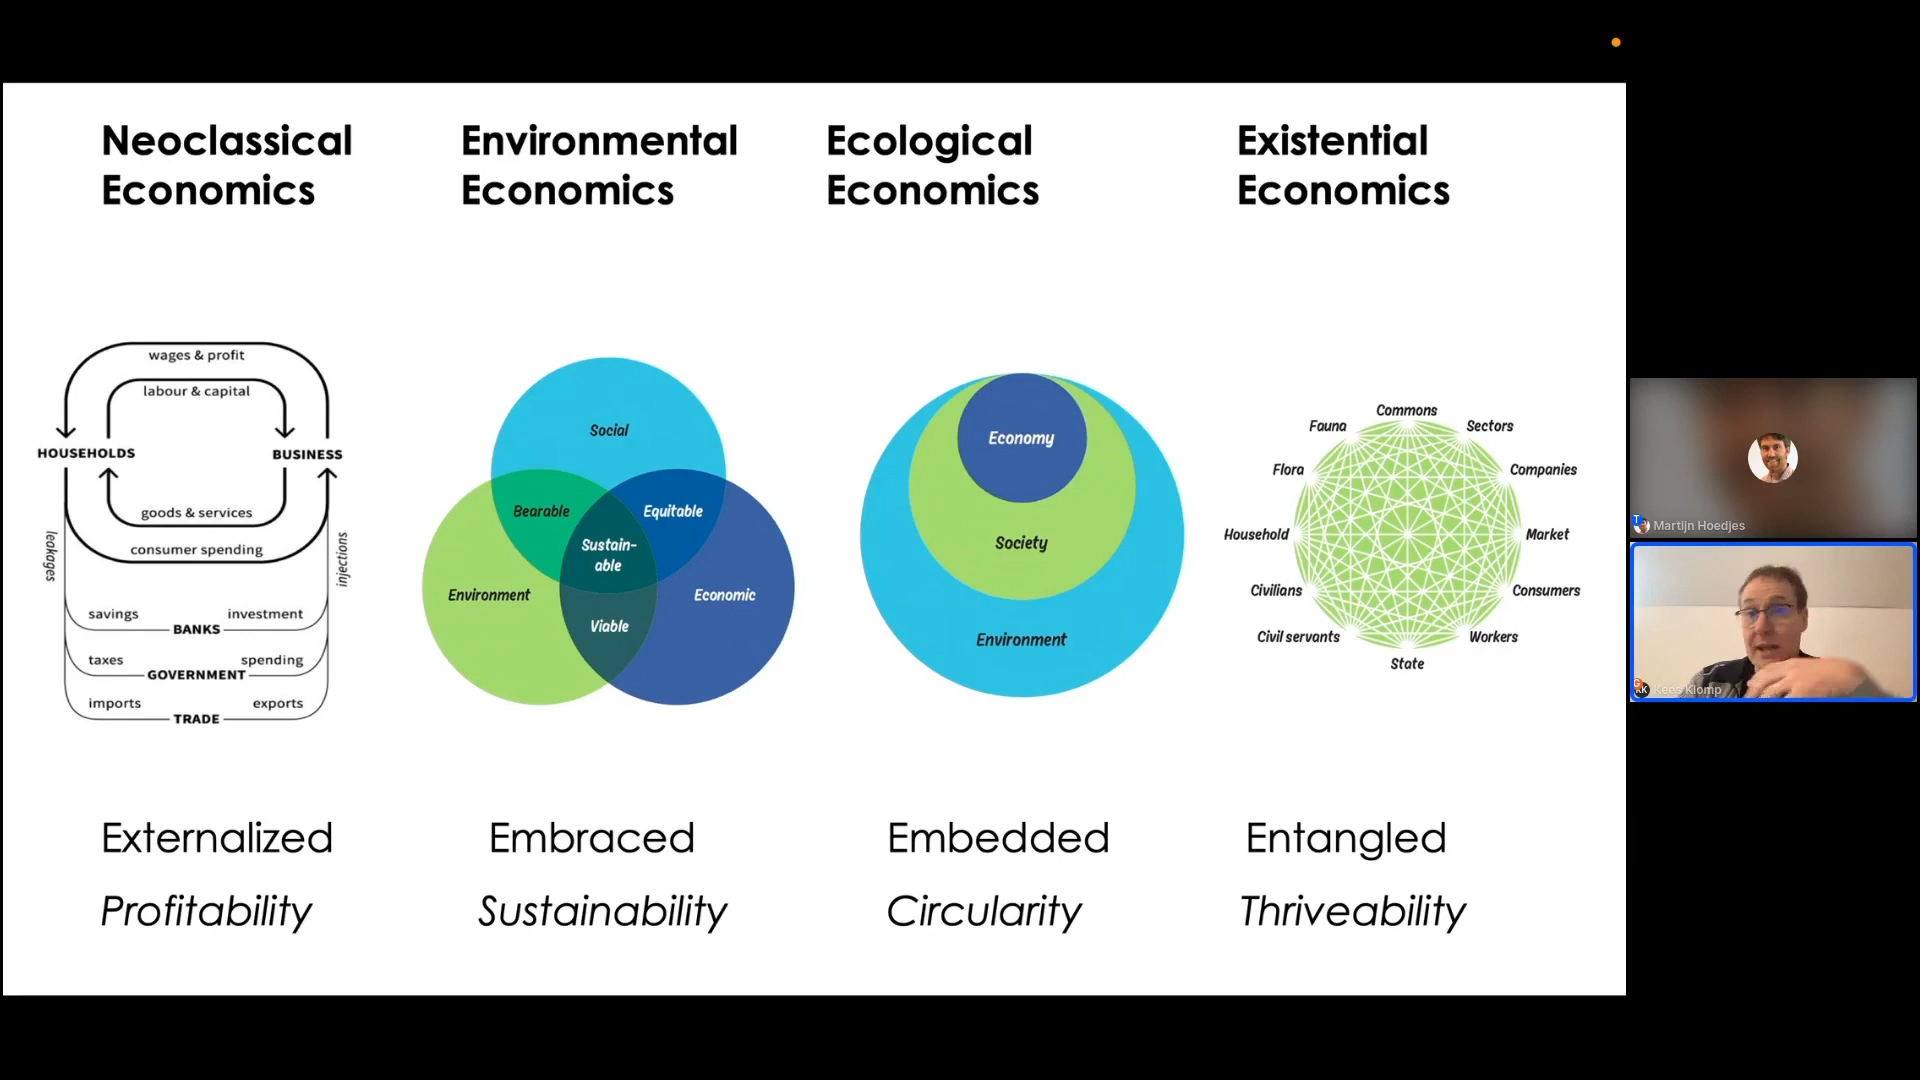 Neoclassical
Economics
Environmental
Economics
Ecological
Economics
Existential
Economics
wages & profit
labour & capital
HOUSEHOLDS
BUSINESS
goods & services
consumer spending
leakages
injections
savings
investment
BANKS
taxes
spending
GOVERNMENT
imports
exports
TRADE
Social
Bearable
Equitable
Sustain-
able
Environment
Economic
Viable
Economy
Society
Environment
Commons
Fauna
Sectors
Flora
Companies
Household
Market
Civilians
Consumers
Civil servants
Workers
State
Externalized
Embraced
Embedded
Entangled
Profitability
Sustainability
Circularity
Thriveability
Martijn Hoedjes
Kees Klomp